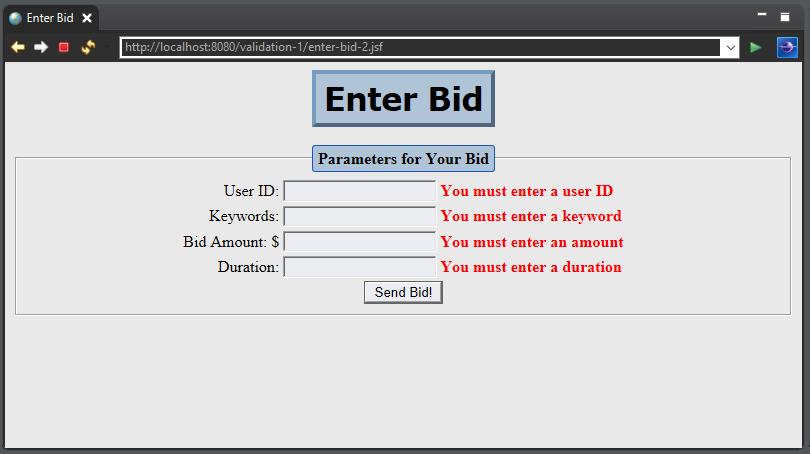 Enter Bid
http://localhost:8080/validation-1/enter-bid-2.jsf
Enter Bid
Parameters for Your Bid
User ID: You must enter a user ID
Keywords: You must enter a keyword
Bid Amount: $ You must enter an amount
Duration: You must enter a duration
Send Bid!